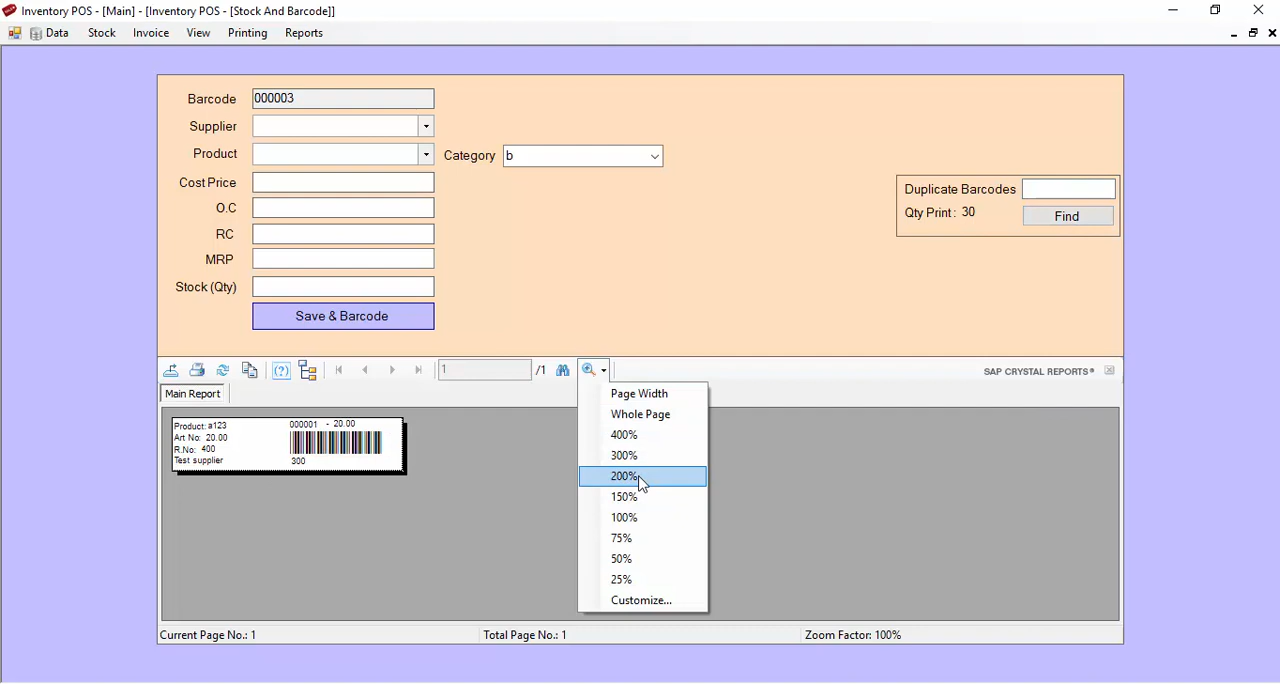 Inventory POS - [Main] - [Inventory POS - [Stock And Barcode]]
Data Stock Invoice View Printing Reports
Barcode 000003
Supplier
Product Category b
Cost Price
O.C
RC
MRP
Stock (Qty)
Save & Barcode
Duplicate Barcodes
Qty Print : 30 Find
1 /1 SAP CRYSTAL REPORTS®
Main Report
Product: a123 000001 - 20.00
Art No: 20.00
R.No: 400
Test supplier 300
Page Width
Whole Page
400%
300%
200%
150%
100%
75%
50%
25%
Customize...
Current Page No.: 1 Total Page No.: 1 Zoom Factor: 100%